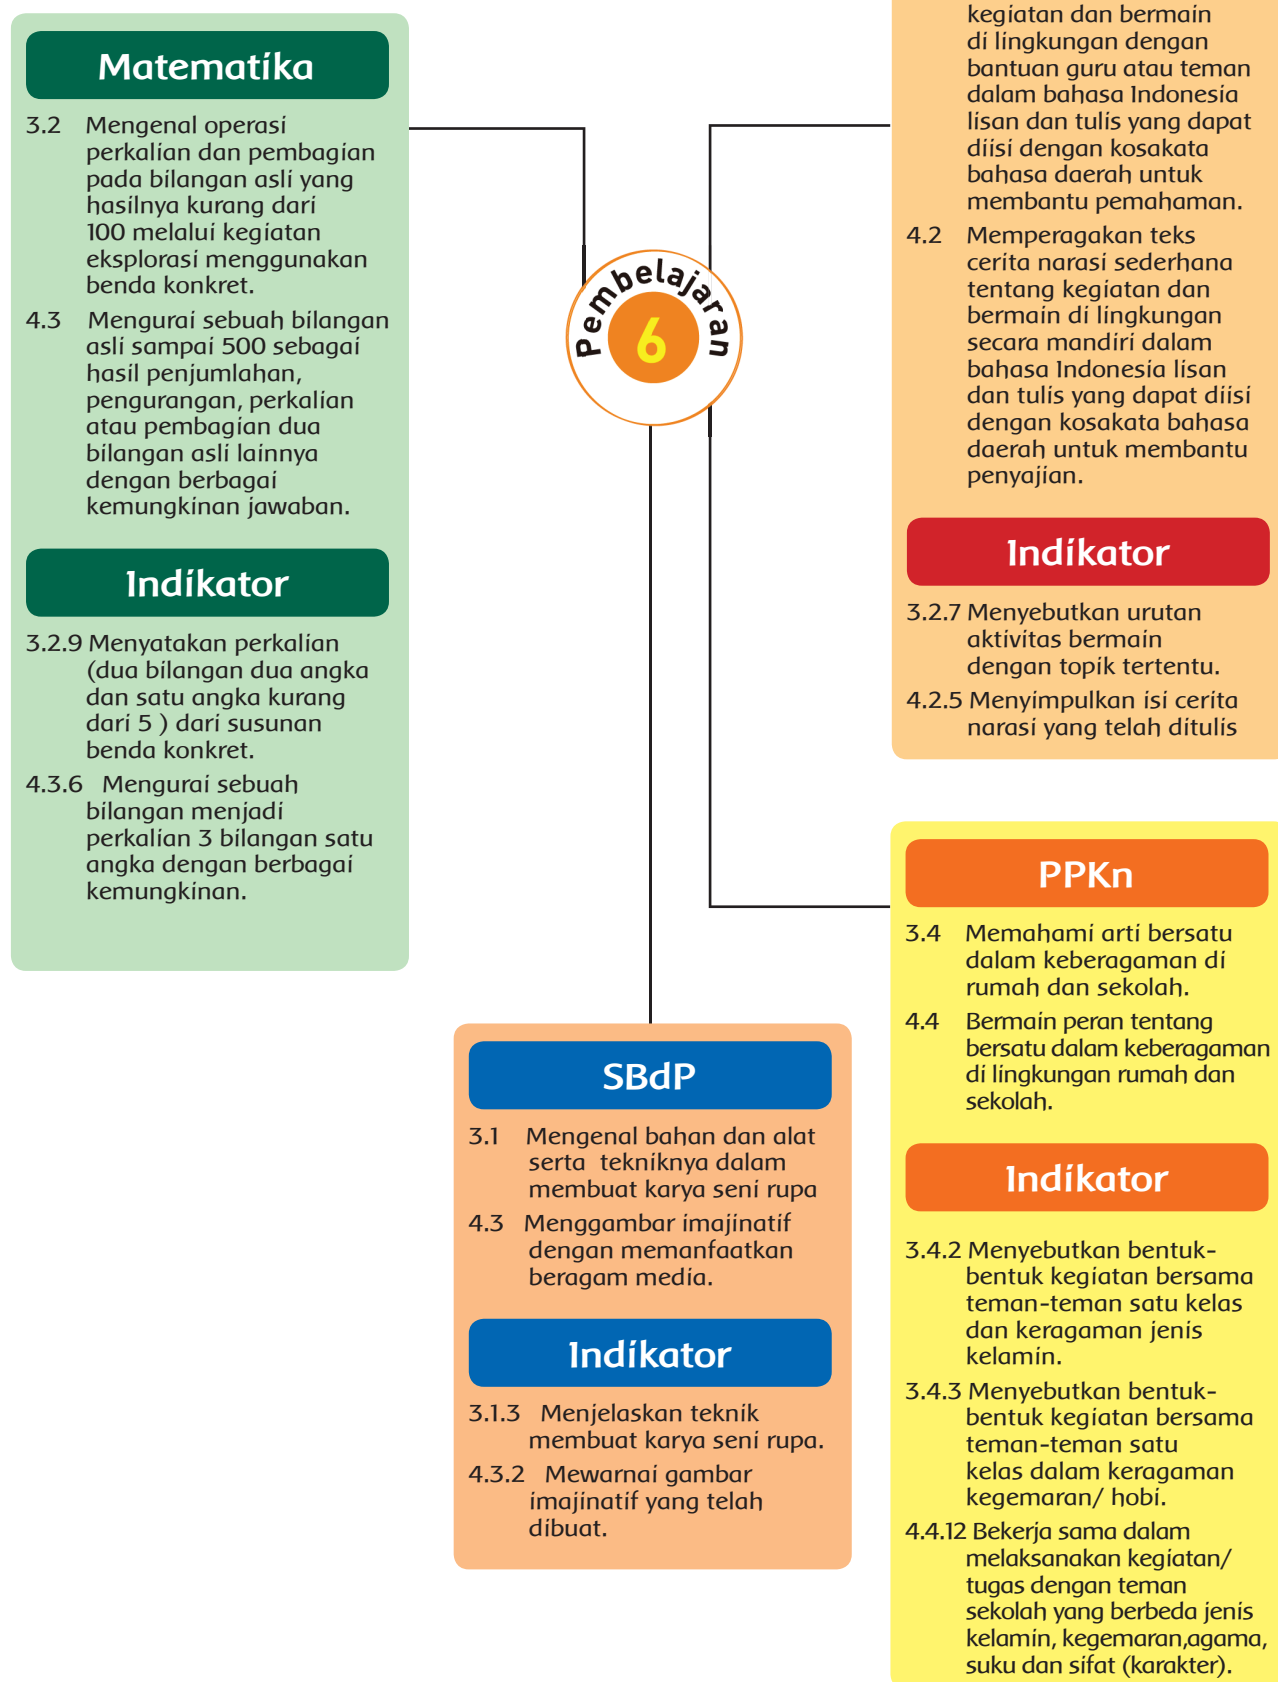 Matematika
3.2 Mengenal operasi
perkalian dan pembagian
pada bilangan asli yang
hasilnya kurang dari
100 melalui kegiatan
eksplorasi menggunakan
benda konkret.
4.3 Mengurai sebuah bilangan
asli sampai 500 sebagai
hasil penjumlahan,
pengurangan, perkalian
atau pembagian dua
bilangan asli lainnya
dengan berbagai
kemungkinan jawaban.
Indikator
3.2.9 Menyatakan perkalian
(dua bilangan dua angka
dan satu angka kurang
dari 5 ) dari susunan
benda konkret.
4.3.6 Mengurai sebuah
bilangan menjadi
perkalian 3 bilangan satu
angka dengan berbagai
kemungkinan.
Pembelajaran
6
kegiatan dan bermain
di lingkungan dengan
bantuan guru atau teman
dalam bahasa Indonesia
lisan dan tulis yang dapat
diisi dengan kosakata
bahasa daerah untuk
membantu pemahaman.
4.2 Memperagakan teks
cerita narasi sederhana
tentang kegiatan dan
bermain di lingkungan
secara mandiri dalam
bahasa Indonesia lisan
dan tulis yang dapat diisi
dengan kosakata bahasa
daerah untuk membantu
penyajian.
Indikator
3.2.7 Menyebutkan urutan
aktivitas bermain
dengan topik tertentu.
4.2.5 Menyimpulkan isi cerita
narasi yang telah ditulis
SBdP
3.1 Mengenal bahan dan alat
serta tekniknya dalam
membuat karya seni rupa
4.3 Menggambar imajinatif
dengan memanfaatkan
beragam media.
Indikator
3.1.3 Menjelaskan teknik
membuat karya seni rupa.
4.3.2 Mewarnai gambar
imajinatif yang telah
dibuat.
PPKn
3.4 Memahami arti bersatu
dalam keberagaman di
rumah dan sekolah.
4.4 Bermain peran tentang
bersatu dalam keberagaman
di lingkungan rumah dan
sekolah.
Indikator
3.4.2 Menyebutkan bentuk-
bentuk kegiatan bersama
teman-teman satu kelas
dan keragaman jenis
kelamin.
3.4.3 Menyebutkan bentuk-
bentuk kegiatan bersama
teman-teman satu
kelas dalam keragaman
kegemaran/ hobi.
4.4.12 Bekerja sama dalam
melaksanakan kegiatan/
tugas dengan teman
sekolah yang berbeda jenis
kelamin, kegemaran,agama,
suku dan sifat (karakter).